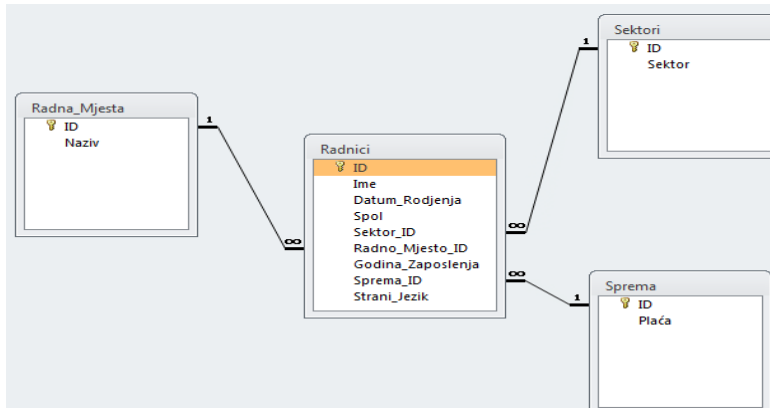 Radna_Mjesta
ID
Naziv
1
∞
Radnici
ID
Ime
Datum_Rodjenja
Spol
Sektor_ID
Radno_Mjesto_ID
Godina_Zaposlenja
Sprema_ID
Strani_Jezik
∞
∞
1
Sektori
ID
Sektor
1
Sprema
ID
Plaća